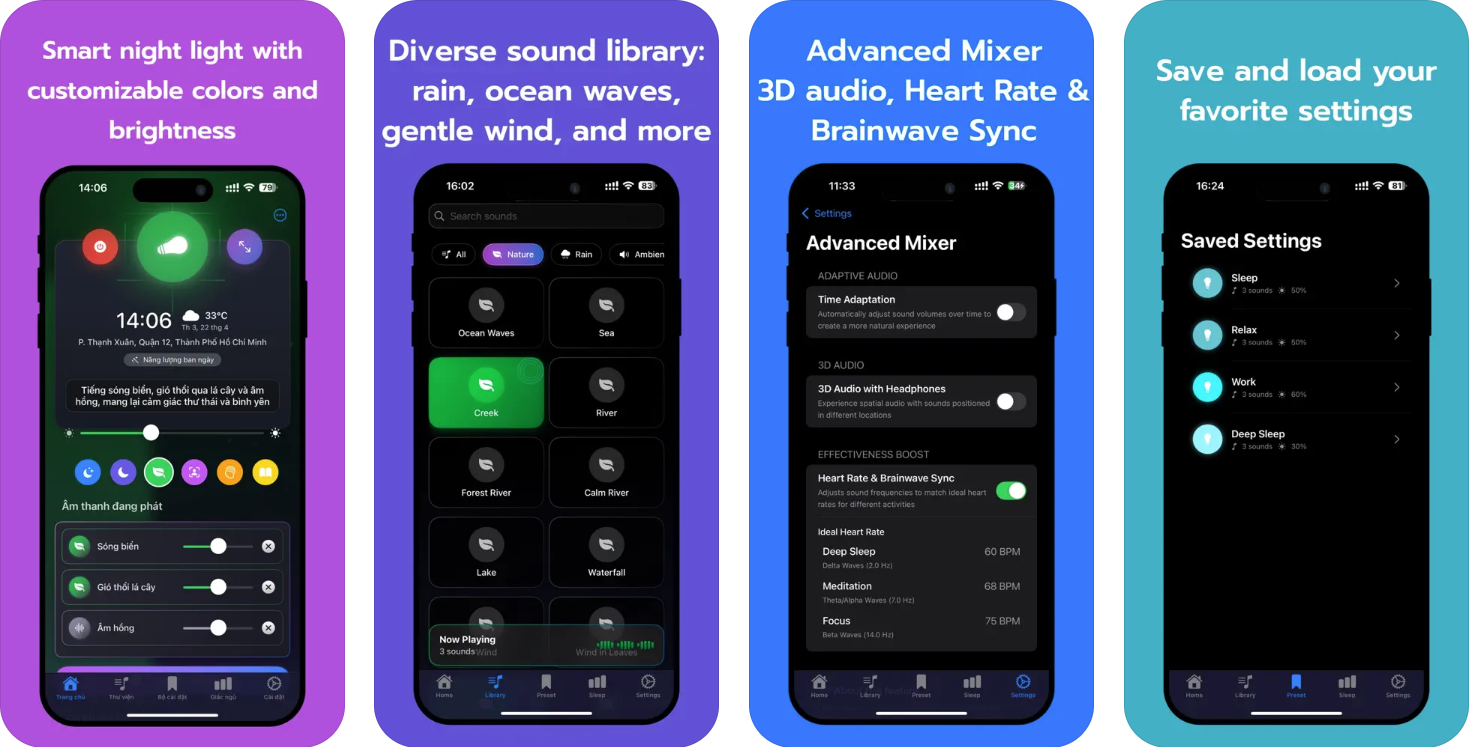 Smart night light with
customizable colors and
brightness
14:06
79
14:06
33°C
Th 3, 22 thg 4
P. Thạnh Xuân, Quận 12, Thành Phố Hồ Chí Minh
Năng lượng ban ngày
Tiếng sóng biển, gió thổi qua lá cây và âm
hồng, mang lại cảm giác thư thái và bình yên
Âm thanh đang phát
Sóng biển
Gió thổi lá cây
Âm hồng
Trang chủ
Thư viện
Bộ cài đặt
Giấc ngủ
Cài đặt
Diverse sound library:
rain, ocean waves,
gentle wind, and more
16:02
83
Search sounds
All
Nature
Rain
Ambien
Ocean Waves
Sea
Creek
River
Forest River
Calm River
Lake
Waterfall
Now Playing
3 sounds
Wind
Wind in Leaves
Home
Library
Preset
Sleep
Settings
Advanced Mixer
3D audio, Heart Rate &
Brainwave Sync
11:33
34
Settings
Advanced Mixer
ADAPTIVE AUDIO
Time Adaptation
Automatically adjust sound volumes over time to
create a more natural experience
3D AUDIO
3D Audio with Headphones
Experience spatial audio with sounds positioned
in different locations
EFFECTIVENESS BOOST
Heart Rate & Brainwave Sync
Adjusts sound frequencies to match ideal heart
rates for different activities
Ideal Heart Rate
Deep Sleep
60 BPM
Delta Waves (2.0 Hz)
Meditation
68 BPM
Theta/Alpha Waves (7.0 Hz)
Focus
75 BPM
Beta Waves (14.0 Hz)
Home
Library
Preset
Sleep
Settings
Save and load your
favorite settings
16:24
81
Saved Settings
Sleep
3 sounds 50%
Relax
3 sounds 50%
Work
3 sounds 60%
Deep Sleep
3 sounds 30%
Home
Library
Preset
Sleep
Settings